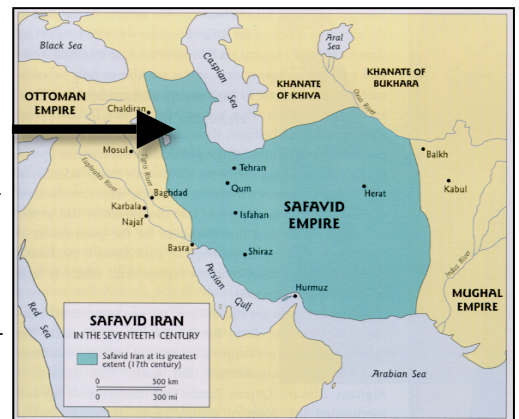 Black Sea
Aral
Sea
Caspian
Sea
KHANATE
OF KHIVA
KHANATE OF
BUKHARA
Oxus River
OTTOMAN
EMPIRE
Chaldiran
Mosul
Tigris River
Euphrates River
Tehran
Qum
Balkh
Kabul
Herat
Baghdad
Karbala
Najaf
Isfahan
SAFAVID
EMPIRE
Basra
Shiraz
Persian
Gulf
Hurmuz
Indus River
MUGHAL
EMPIRE
Red
Sea
Arabian Sea
SAFAVID IRAN
IN THE SEVENTEETH CENTURY
Safavid Iran at its greatest
extent (17th century)
0 500 km
0 300 mi